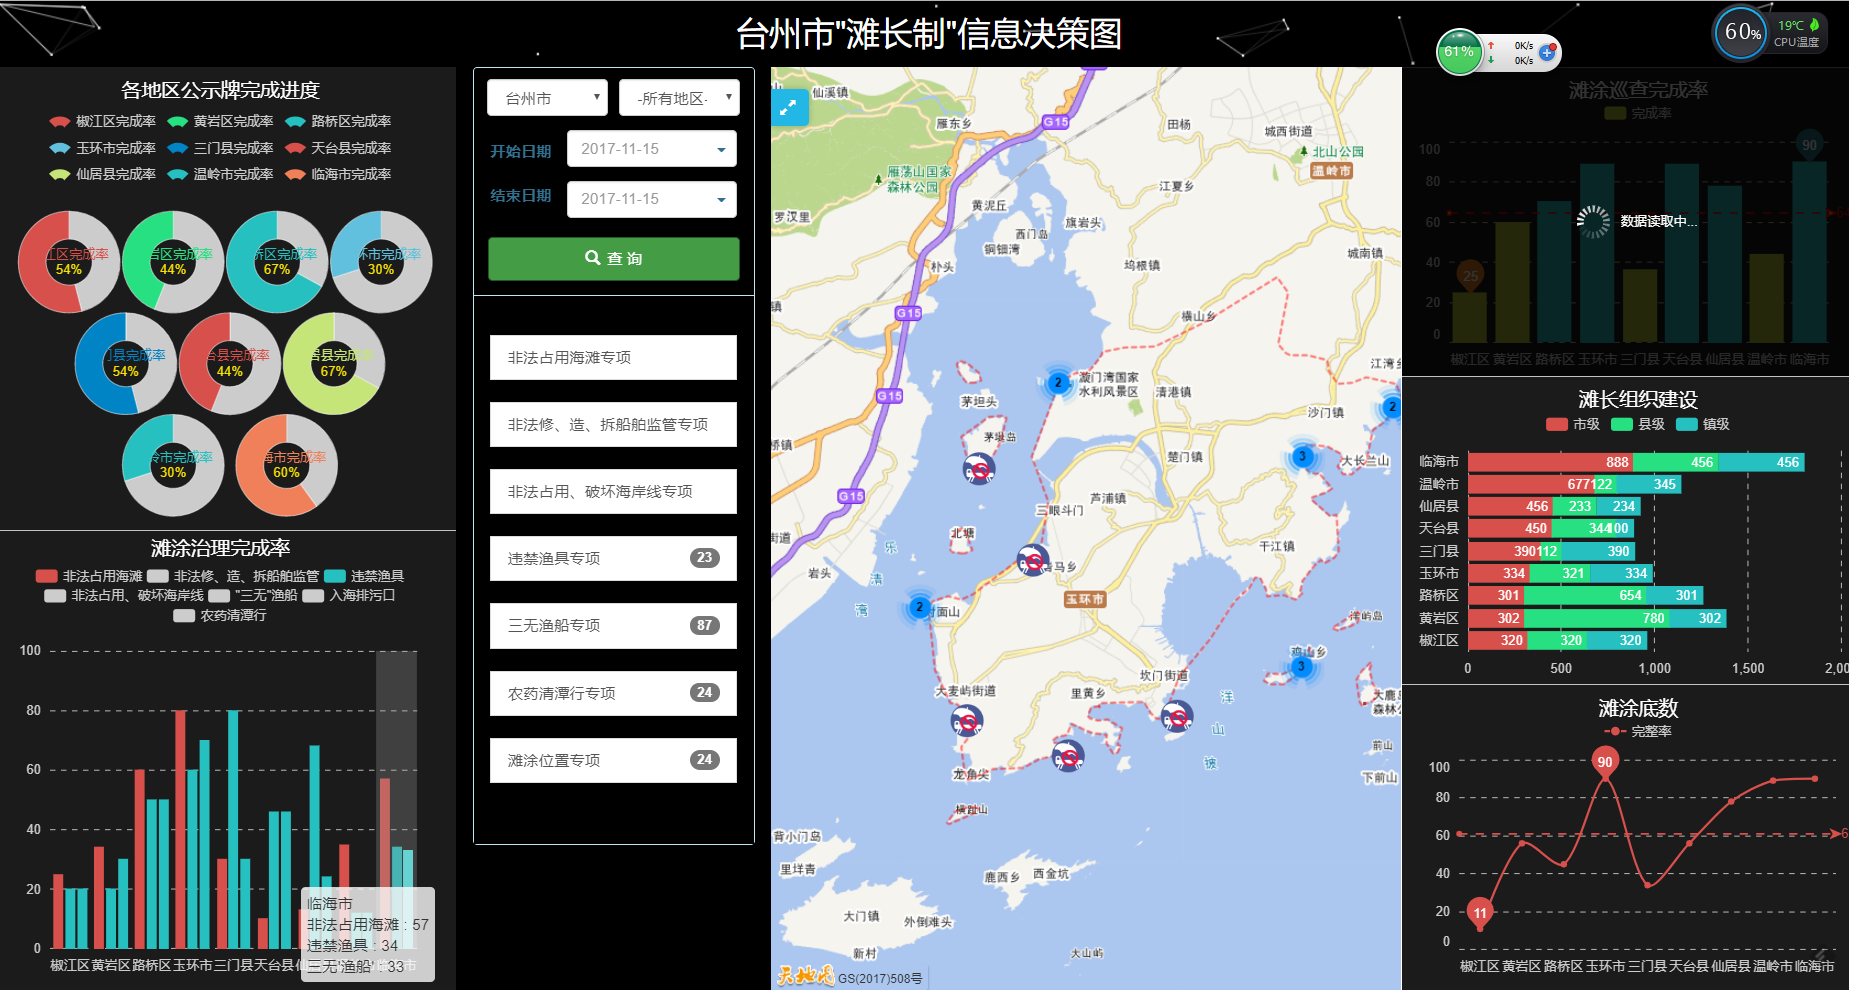 台州市"滩长制"信息决策图
61%
0K/s
0K/s
60%
19℃
CPU温度
各地区公示牌完成进度
椒江区完成率 黄岩区完成率 路桥区完成率
玉环市完成率 三门县完成率 天台县完成率
仙居县完成率 温岭市完成率 临海市完成率
江区完成率 岩区完成率 桥区完成率 环市完成率
54% 44% 67% 30%
门县完成率 台县完成率 居县完成率
54% 44% 67%
岭市完成率 海市完成率
30% 60%
滩涂治理完成率
非法占用海滩 非法修、造、拆船舶监管 违禁渔具
非法占用、破坏海岸线 "三无"渔船 入海排污口
农药清潭行
100
80
60
40
20
0
椒江区 黄岩区 路桥区 玉环市 三门县 天台县
临海市
非法占用海滩 : 57
违禁渔具 : 34
三无'渔船' : 33
台州市 -所有地区-
开始日期 2017-11-15
结束日期 2017-11-15
查 询
非法占用海滩专项
非法修、造、拆船舶监管专项
非法占用、破坏海岸线专项
违禁渔具专项 23
三无渔船专项 87
农药清潭行专项 24
滩涂位置专项 24
仙溪镇
雁东乡
G15
田杨
城西街道
北山公园
温岭市
雁荡山国家
森林公园
江夏乡
黄泥丘
罗汉里
西门岛
旗岩头
铜钿湾
城南镇
朴头
坞根镇
镇
G15
横山乡
江湾乡
2
漩门湾国家
水利风景区
清港镇
G15
茅坦头
沙门镇
2
茅埏岛
桥镇
楚门镇
3
大长兰山
G15
芦浦镇
三眼斗门
北塘
街道
乐
清
湾
干江镇
岩头
青马乡
玉环市
2
面山
洋屿岛
鸡山乡
3
坎门街道
大麦屿街道
里黄乡
洋
山
坡
大鹿岛
森林公
前山
下前山
龙角尖
横趾山
背小门岛
里垟青
鹿西乡
西金坑
大门镇
外倒难头
新村
大山屿
天地图
GS(2017)508号
滩涂巡查完成率
完成率
100
80
60
40
20
0
25
90
数据读取中...
椒江区 黄岩区 路桥区 玉环市 三门县 天台县 仙居县 温岭市 临海市
滩长组织建设
市级 县级 镇级
临海市 888 456 456
温岭市 677 122 345
仙居县 456 233 234
天台县 450 344 100
三门县 390 112 390
玉环市 334 321 334
路桥区 301 654 301
黄岩区 302 780 302
椒江区 320 320 320
0 500 1,000 1,500 2,00
滩涂底数
完整率
100
80
60
40
20
0
90
11
6
椒江区 黄岩区 路桥区 玉环市 三门县 天台县 仙居县 温岭市 临海市